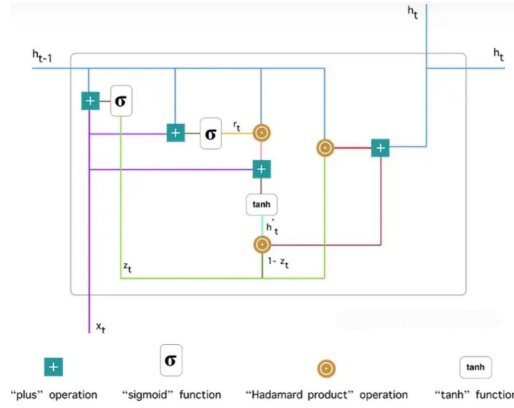 h_t
h_t-1
h_t
σ
σ
r_t
tanh
h'_t
z_t
1- z_t
x_t
σ
tanh
"plus" operation
"sigmoid" function
"Hadamard product" operation
"tanh" function